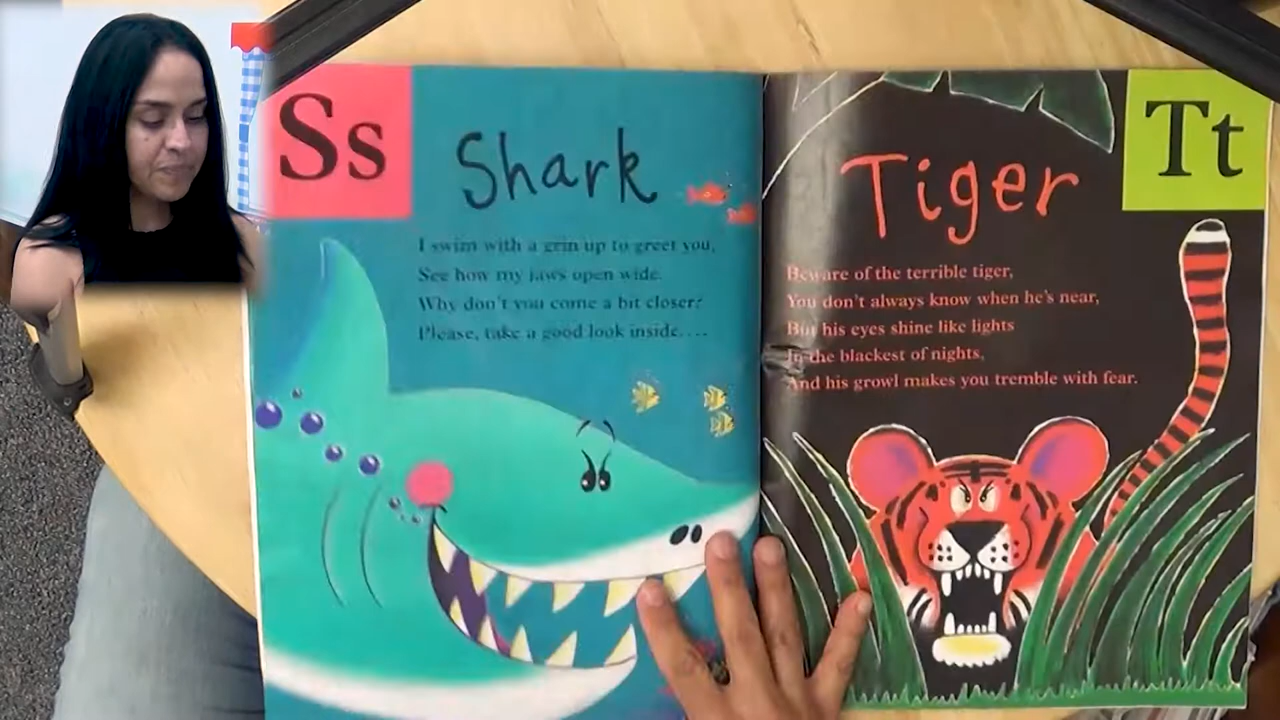 Ss
Shark
I swim with a grin up to greet you,
See how my jaws open wide.
Why don't you come a bit closer?
Please, take a good look inside....
Tt
Tiger
Beware of the terrible tiger,
You don't always know when he's near,
But his eyes shine like lights
In the blackest of nights,
And his growl makes you tremble with fear.